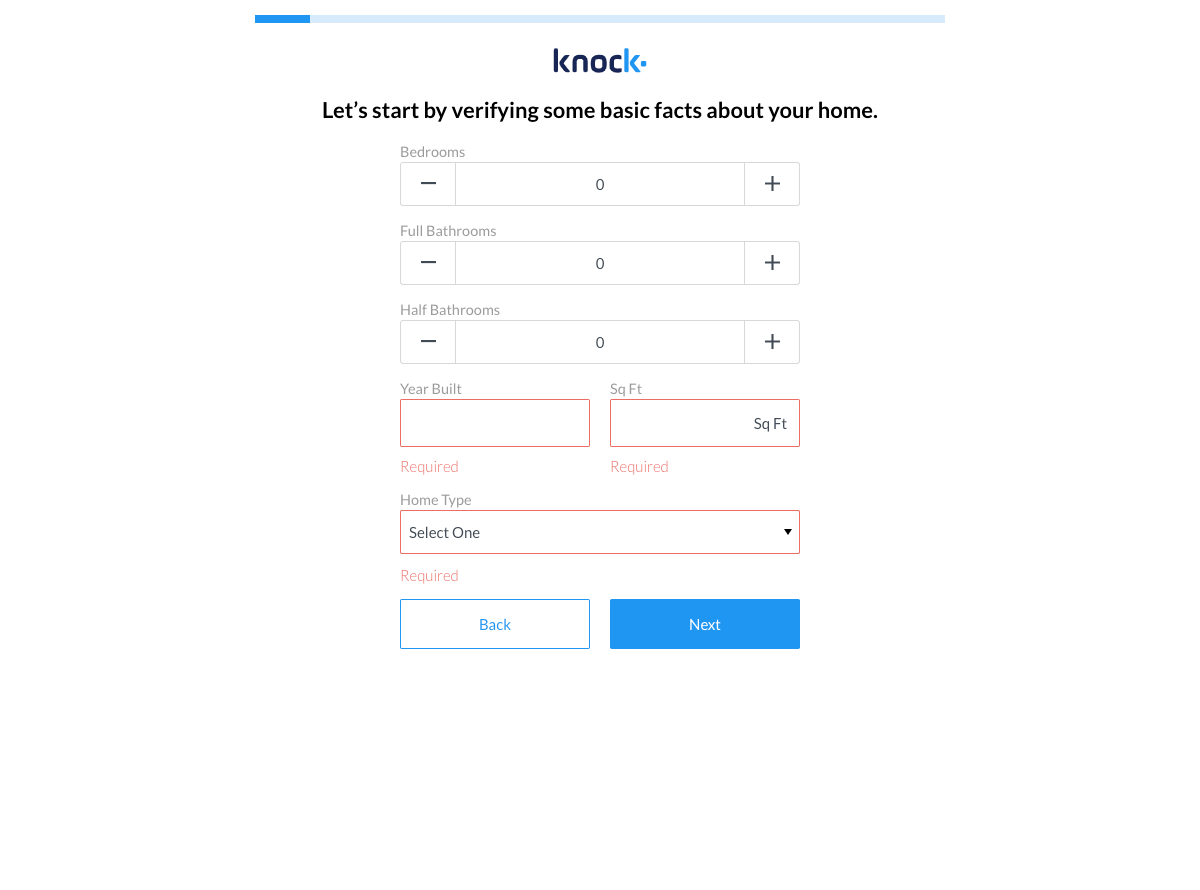 knock
Let's start by verifying some basic facts about your home.
Bedrooms
0
Full Bathrooms
0
Half Bathrooms
0
Year Built Sq Ft
Sq Ft
Required Required
Home Type
Select One
Required
Back Next